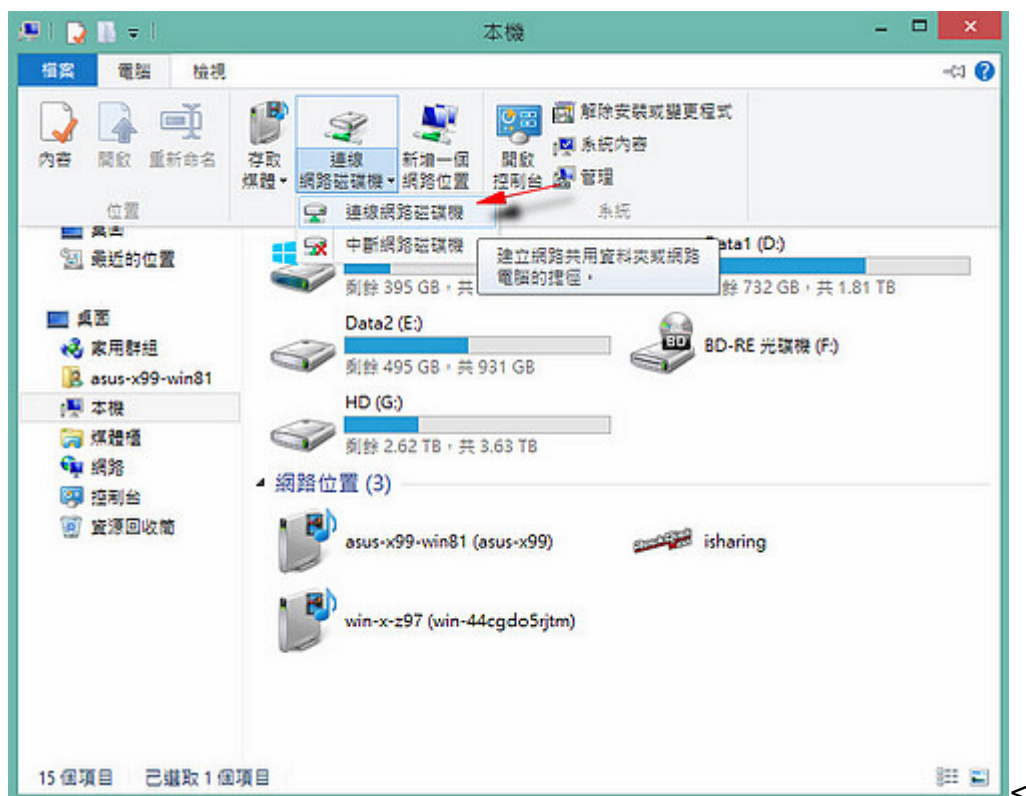 本機
檔案 電腦 檢視
內容 開啟 重新命名 存取媒體 連線網路磁碟機 新增一個網路位置 開啟控制台
解除安裝或變更程式
系統內容
管理
位置 系統
連線網路磁碟機
中斷網路磁碟機
建立網路共用資料夾或網路
電腦的捷徑。
最近的位置
桌面
家用群組
asus-x99-win81
本機
媒體櫃
網路
控制台
資源回收筒
ata1 (D:)
剩餘 395 GB,共
餘 732 GB,共 1.81 TB
Data2 (E:)
剩餘 495 GB,共 931 GB
BD
BD-RE 光碟機 (F:)
HD (G:)
剩餘 2.62 TB,共 3.63 TB
網路位置 (3)
asus-x99-win81 (asus-x99)
isharing
win-x-z97 (win-44cgdo5rjtm)
15 個項目 已選取 1 個項目
<